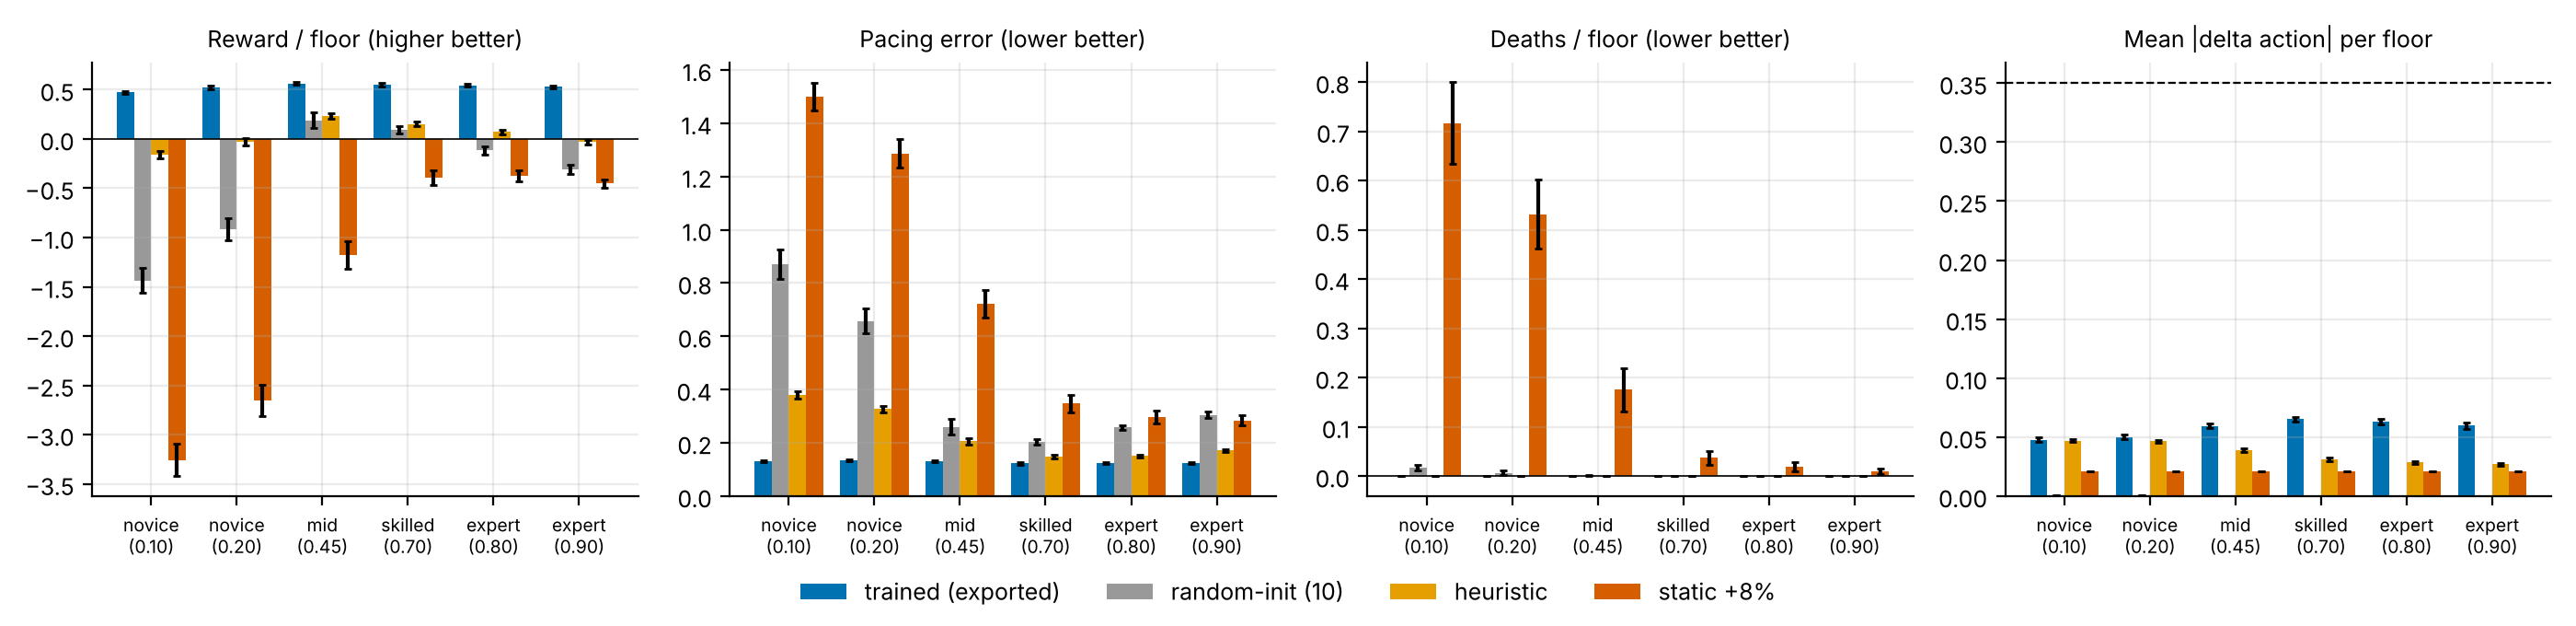 Reward / floor (higher better)
0.5
0.0
−0.5
−1.0
−1.5
−2.0
−2.5
−3.0
−3.5
novice (0.10)
novice (0.20)
mid (0.45)
skilled (0.70)
expert (0.80)
expert (0.90)
Pacing error (lower better)
1.6
1.4
1.2
1.0
0.8
0.6
0.4
0.2
0.0
novice (0.10)
novice (0.20)
mid (0.45)
skilled (0.70)
expert (0.80)
expert (0.90)
Deaths / floor (lower better)
0.8
0.7
0.6
0.5
0.4
0.3
0.2
0.1
0.0
novice (0.10)
novice (0.20)
mid (0.45)
skilled (0.70)
expert (0.80)
expert (0.90)
Mean |delta action| per floor
0.35
0.30
0.25
0.20
0.15
0.10
0.05
0.00
novice (0.10)
novice (0.20)
mid (0.45)
skilled (0.70)
expert (0.80)
expert (0.90)
trained (exported)
random-init (10)
heuristic
static +8%